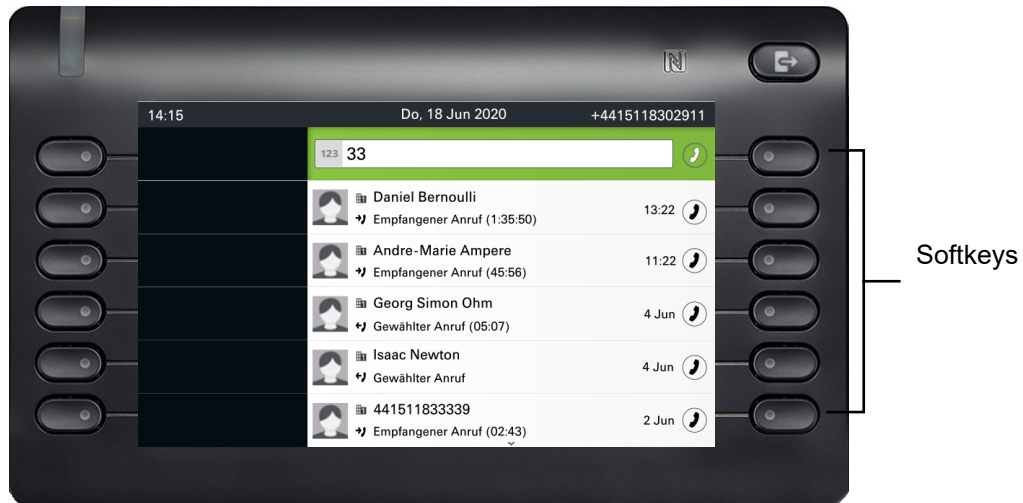 14:15 Do, 18 Jun 2020 +4415118302911
123 33
Daniel Bernoulli
Empfangener Anruf (1:35:50) 13:22
Andre-Marie Ampere
Empfangener Anruf (45:56) 11:22
Georg Simon Ohm
Gewählter Anruf (05:07) 4 Jun
Isaac Newton
Gewählter Anruf 4 Jun
441511833339
Empfangener Anruf (02:43) 2 Jun
Softkeys